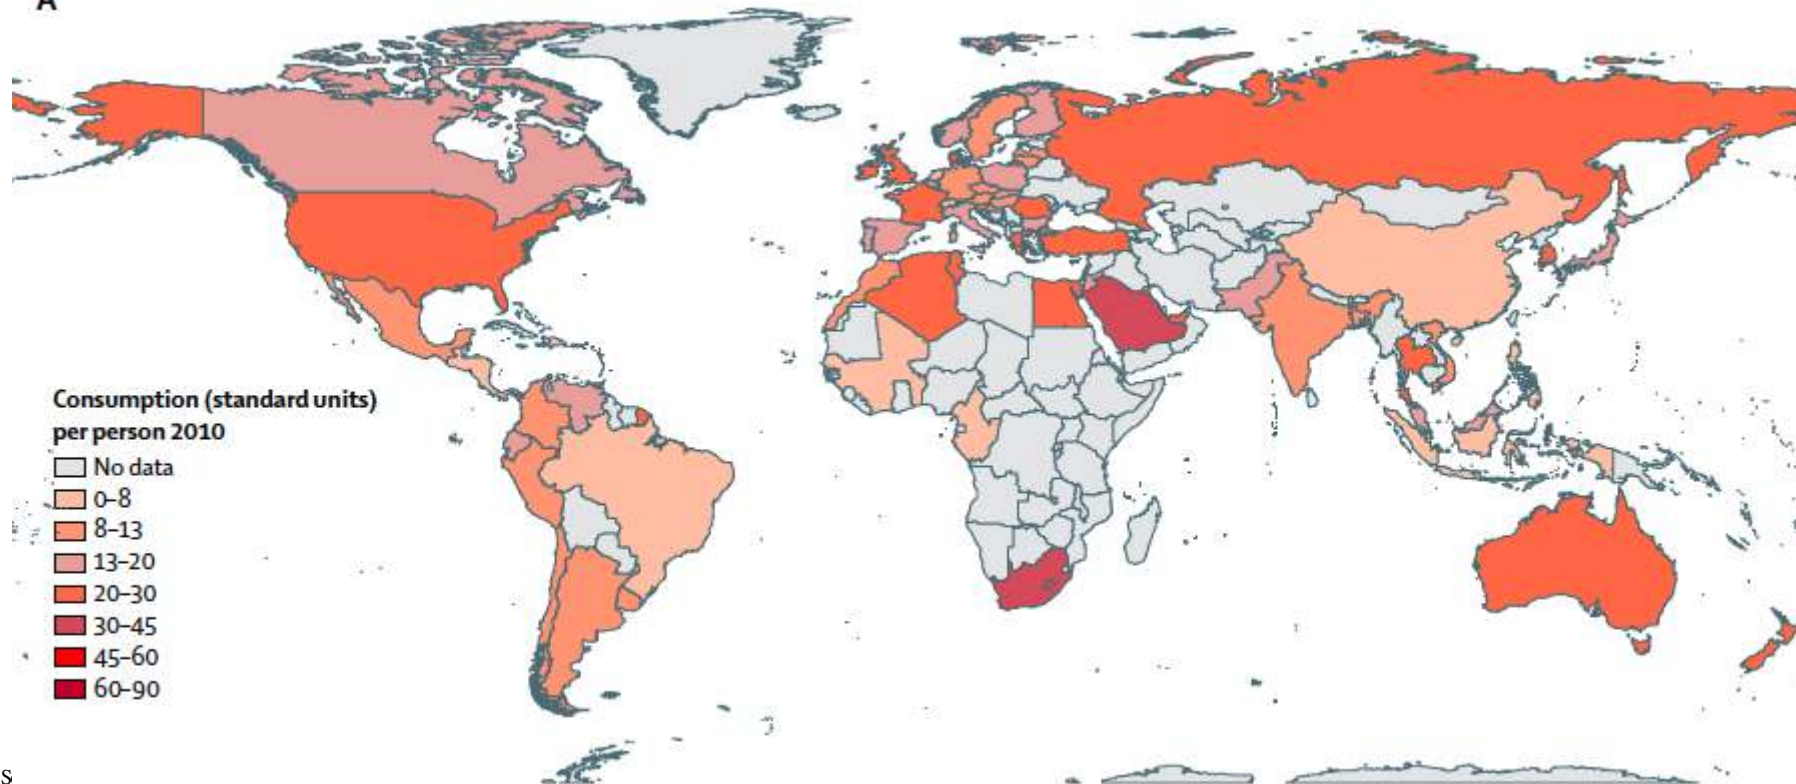 A
Consumption (standard units)
per person 2010
No data
0–8
8–13
13–20
20–30
30–45
45–60
60–90
s